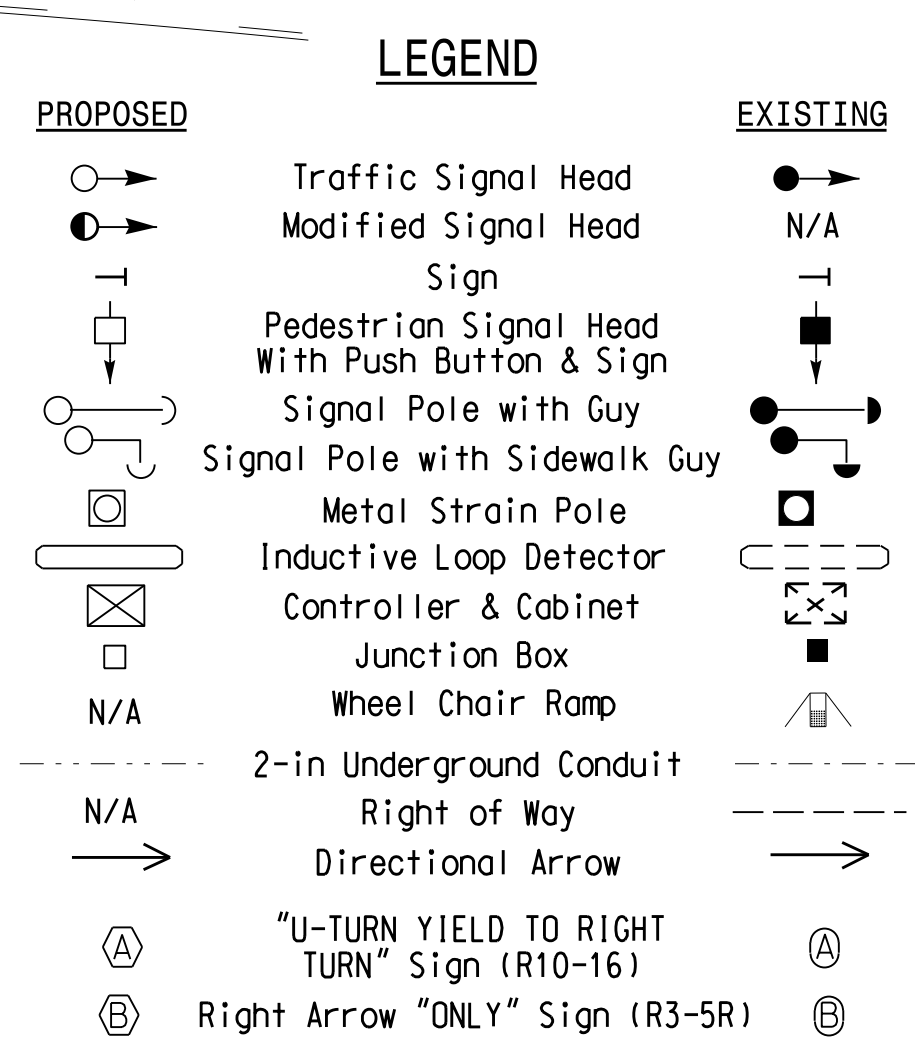 LEGEND
PROPOSED EXISTING
Traffic Signal Head
Modified Signal Head N/A
Sign
Pedestrian Signal Head
With Push Button & Sign
Signal Pole with Guy
Signal Pole with Sidewalk Guy
Metal Strain Pole
Inductive Loop Detector
Controller & Cabinet
Junction Box
N/A Wheel Chair Ramp
2-in Underground Conduit
N/A Right of Way
Directional Arrow
A "U-TURN YIELD TO RIGHT A
TURN" Sign (R10-16)
B Right Arrow "ONLY" Sign (R3-5R) B